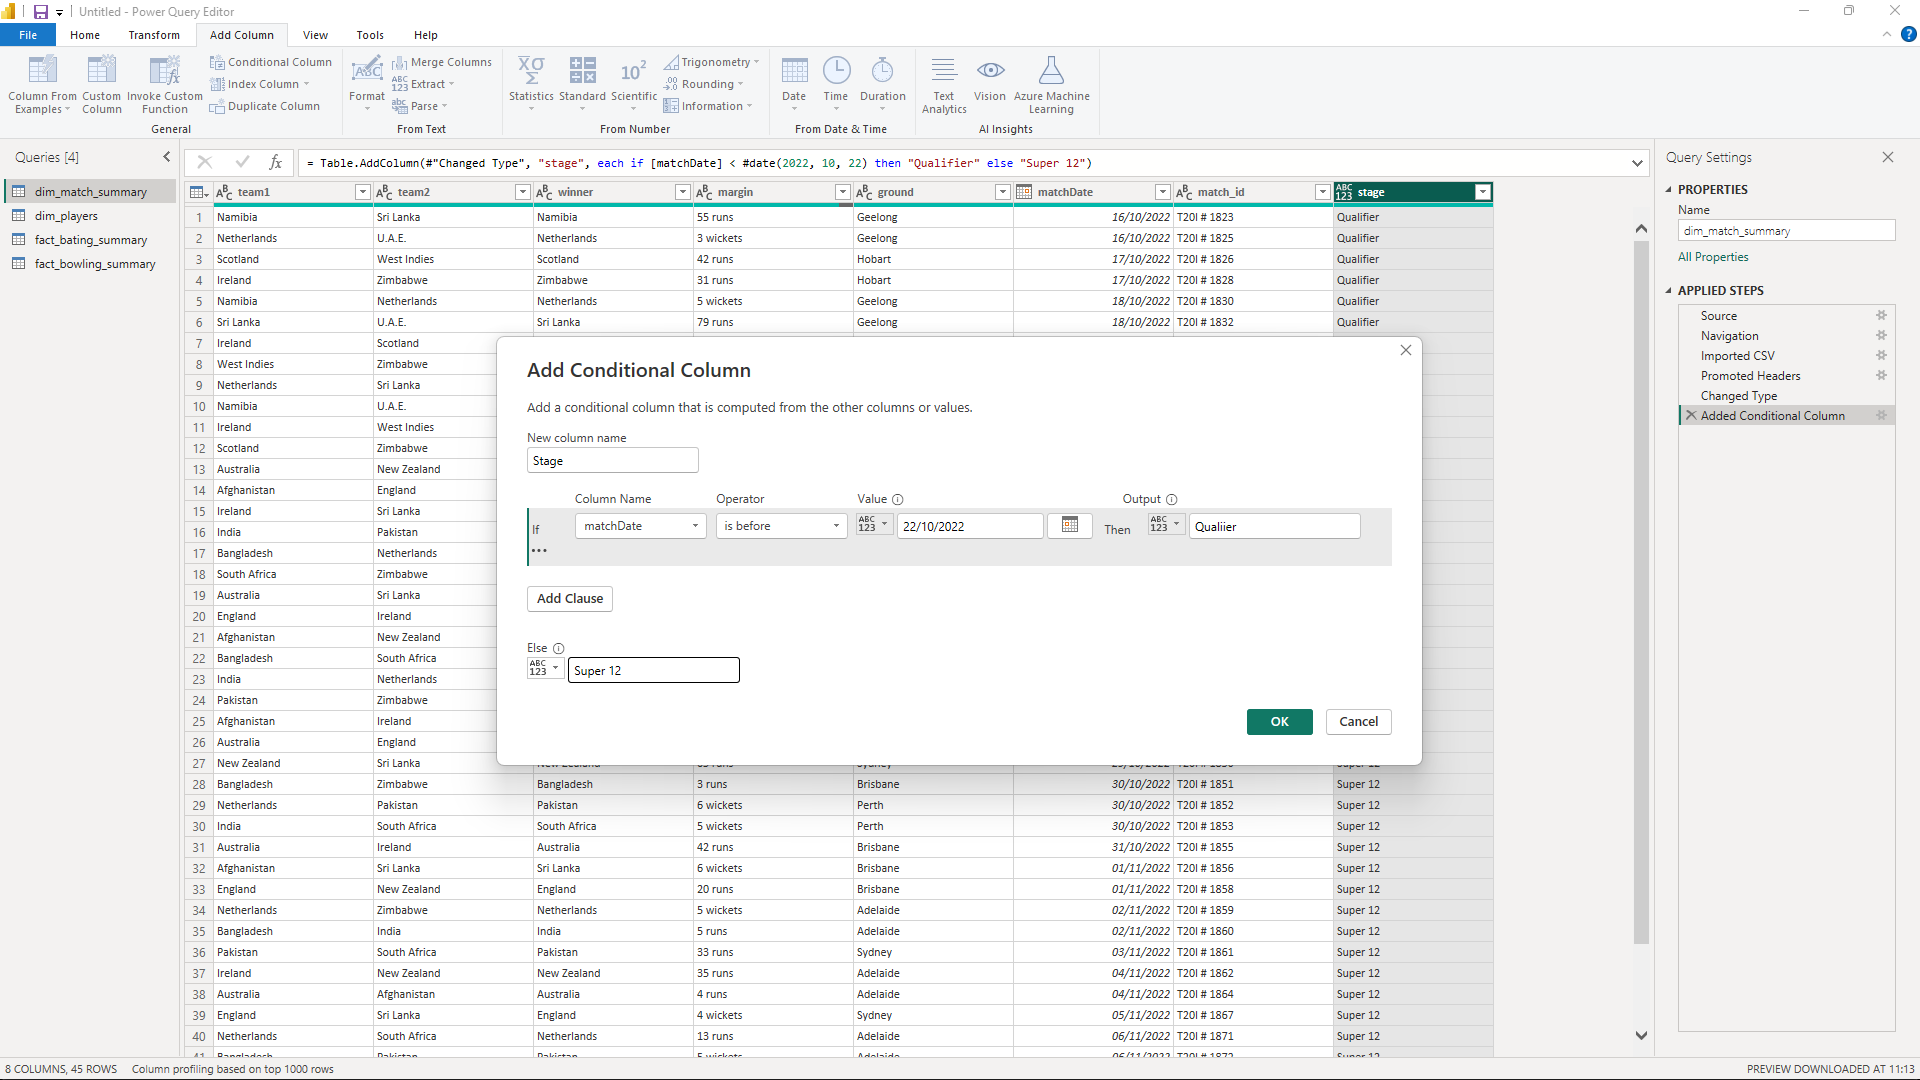 Untitled - Power Query Editor
File Home Transform Add Column View Tools Help
Column From Examples
Custom Column
Invoke Custom Function
Conditional Column
Index Column
Duplicate Column
General
Format
Merge Columns
Extract
Parse
From Text
Statistics
Standard
Scientific
Trigonometry
Rounding
Information
From Number
Date
Time
Duration
From Date & Time
Text Analytics
Vision
Azure Machine Learning
AI Insights
Queries [4]
dim_match_summary
dim_players
fact_bating_summary
fact_bowling_summary
= Table.AddColumn(#"Changed Type", "stage", each if [matchDate] < #date(2022, 10, 22) then "Qualifier" else "Super 12")
team1 team2 winner margin ground matchDate match_id stage
1 Namibia Sri Lanka Namibia 55 runs Geelong 16/10/2022 T20I # 1823 Qualifier
2 Netherlands U.A.E. Netherlands 3 wickets Geelong 16/10/2022 T20I # 1825 Qualifier
3 Scotland West Indies Scotland 42 runs Hobart 17/10/2022 T20I # 1826 Qualifier
4 Ireland Zimbabwe Zimbabwe 31 runs Hobart 17/10/2022 T20I # 1828 Qualifier
5 Namibia Netherlands Netherlands 5 wickets Geelong 18/10/2022 T20I # 1830 Qualifier
6 Sri Lanka U.A.E. Sri Lanka 79 runs Geelong 18/10/2022 T20I # 1832 Qualifier
7 Ireland Scotland
8 West Indies Zimbabwe
9 Netherlands Sri Lanka
10 Namibia U.A.E.
11 Ireland West Indies
12 Scotland Zimbabwe
13 Australia New Zealand
14 Afghanistan England
15 Ireland Sri Lanka
16 India Pakistan
17 Bangladesh Netherlands
18 South Africa Zimbabwe
19 Australia Sri Lanka
20 England Ireland
21 Afghanistan New Zealand
22 Bangladesh South Africa
23 India Netherlands
24 Pakistan Zimbabwe
25 Afghanistan Ireland
26 Australia England
27 New Zealand Sri Lanka
28 Bangladesh Zimbabwe Bangladesh 3 runs Brisbane 30/10/2022 T20I # 1851 Super 12
29 Netherlands Pakistan Pakistan 6 wickets Perth 30/10/2022 T20I # 1852 Super 12
30 India South Africa South Africa 5 wickets Perth 30/10/2022 T20I # 1853 Super 12
31 Australia Ireland Australia 42 runs Brisbane 31/10/2022 T20I # 1855 Super 12
32 Afghanistan Sri Lanka Sri Lanka 6 wickets Brisbane 01/11/2022 T20I # 1856 Super 12
33 England New Zealand England 20 runs Brisbane 01/11/2022 T20I # 1858 Super 12
34 Netherlands Zimbabwe Netherlands 5 wickets Adelaide 02/11/2022 T20I # 1859 Super 12
35 Bangladesh India India 5 runs Adelaide 02/11/2022 T20I # 1860 Super 12
36 Pakistan South Africa Pakistan 33 runs Sydney 03/11/2022 T20I # 1861 Super 12
37 Ireland New Zealand New Zealand 35 runs Adelaide 04/11/2022 T20I # 1862 Super 12
38 Australia Afghanistan Australia 4 runs Adelaide 04/11/2022 T20I # 1864 Super 12
39 England Sri Lanka England 4 wickets Sydney 05/11/2022 T20I # 1867 Super 12
40 Netherlands South Africa Netherlands 13 runs Adelaide 06/11/2022 T20I # 1871 Super 12
Add Conditional Column
Add a conditional column that is computed from the other columns or values.
New column name
Stage
Column Name Operator Value Output
If matchDate is before ABC 123 22/10/2022 Then ABC 123 Qualiier
Add Clause
Else
ABC 123 Super 12
OK Cancel
Query Settings
PROPERTIES
Name
dim_match_summary
All Properties
APPLIED STEPS
Source
Navigation
Imported CSV
Promoted Headers
Changed Type
Added Conditional Column
8 COLUMNS, 45 ROWS Column profiling based on top 1000 rows
PREVIEW DOWNLOADED AT 11:13